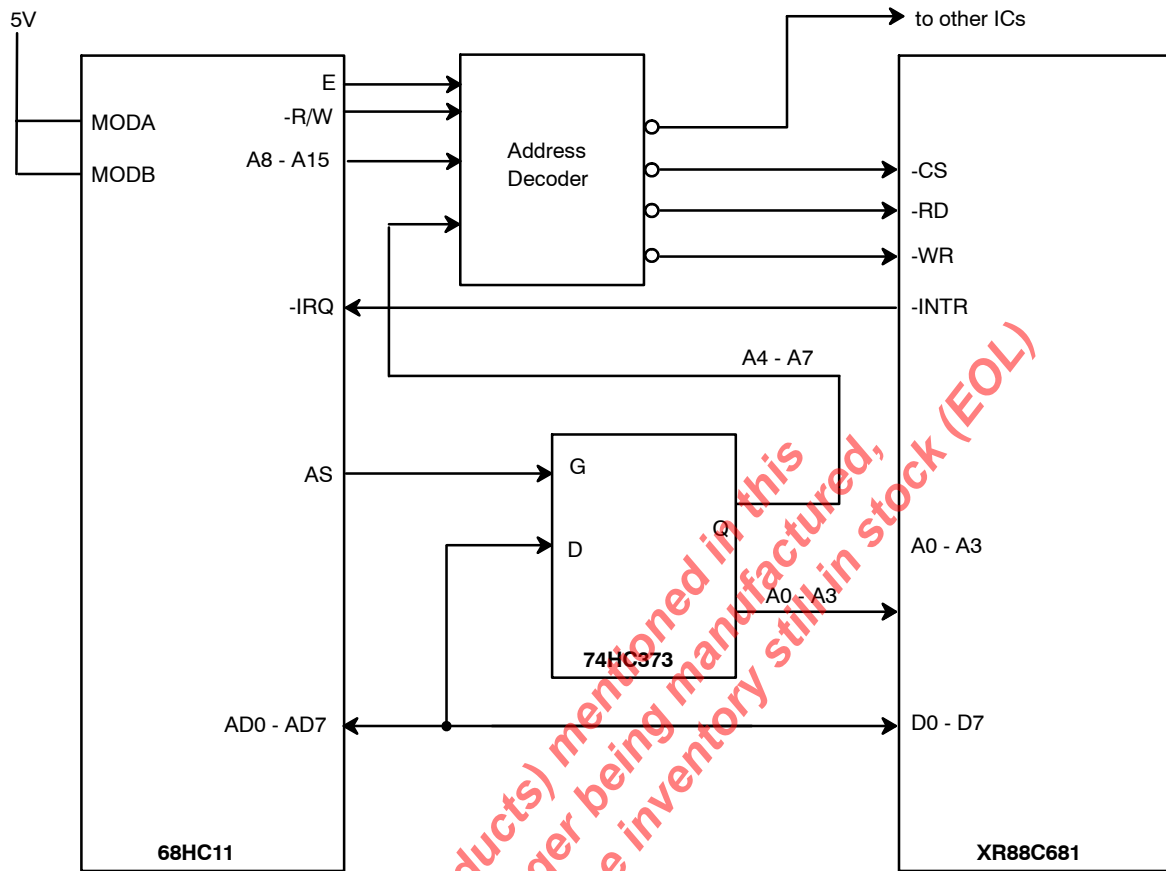 5V
to other ICs
E
-R/W
A8 - A15
MODA
MODB
Address
Decoder
-CS
-RD
-WR
-IRQ
-INTR
A4 - A7
AS
G
Q
D
A0 - A3
A0 - A3
74HC373
AD0 - AD7
D0 - D7
68HC11
XR88C681
ducts) mentioned in this
ger being manufactured,
e inventory still in stock (EOL)